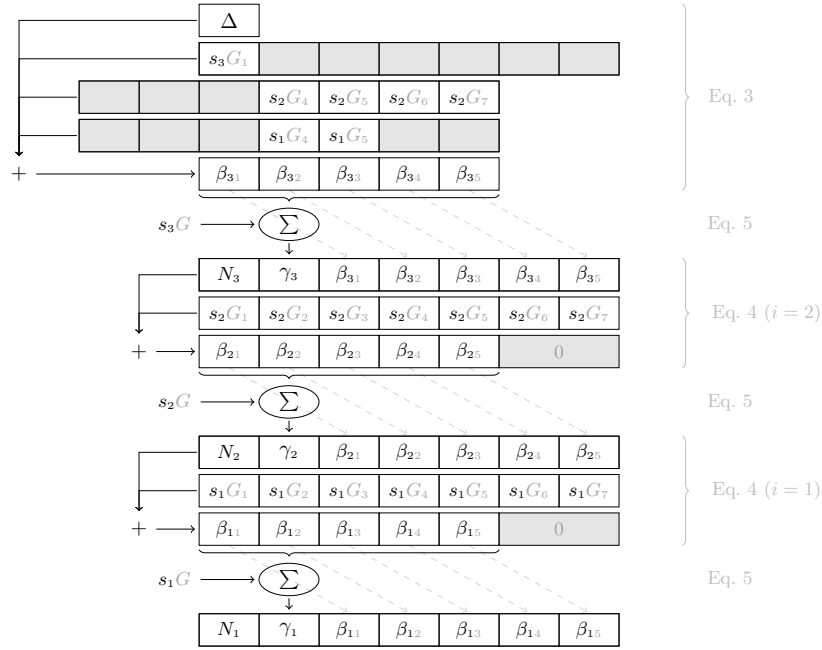 Δ
s₃G₁
s₂G₄ s₂G₅ s₂G₆ s₂G₇ Eq. 3
s₁G₄ s₁G₅
+ β₃₁ β₃₂ β₃₃ β₃₄ β₃₅
s₃G Σ Eq. 5
N₃ γ₃ β₃₁ β₃₂ β₃₃ β₃₄ β₃₅
s₂G₁ s₂G₂ s₂G₃ s₂G₄ s₂G₅ s₂G₆ s₂G₇ Eq. 4 (i = 2)
+ β₂₁ β₂₂ β₂₃ β₂₄ β₂₅ 0
s₂G Σ Eq. 5
N₂ γ₂ β₂₁ β₂₂ β₂₃ β₂₄ β₂₅
s₁G₁ s₁G₂ s₁G₃ s₁G₄ s₁G₅ s₁G₆ s₁G₇ Eq. 4 (i = 1)
+ β₁₁ β₁₂ β₁₃ β₁₄ β₁₅ 0
s₁G Σ Eq. 5
N₁ γ₁ β₁₁ β₁₂ β₁₃ β₁₄ β₁₅